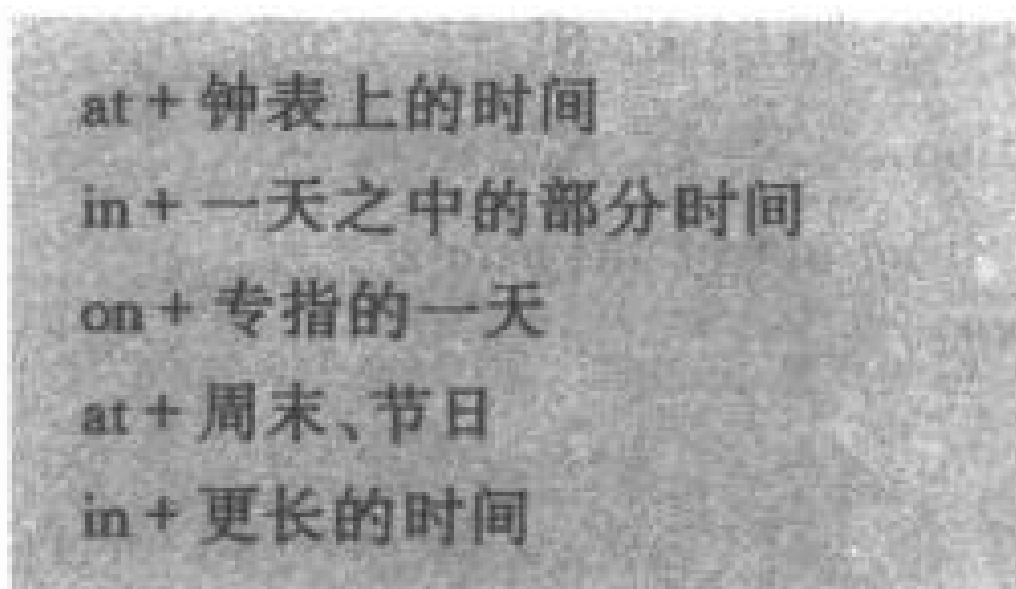 at + 钟表上的时间
in + 一天之中的部分时间
on + 专指的一天
at + 周末、节日
in + 更长的时间